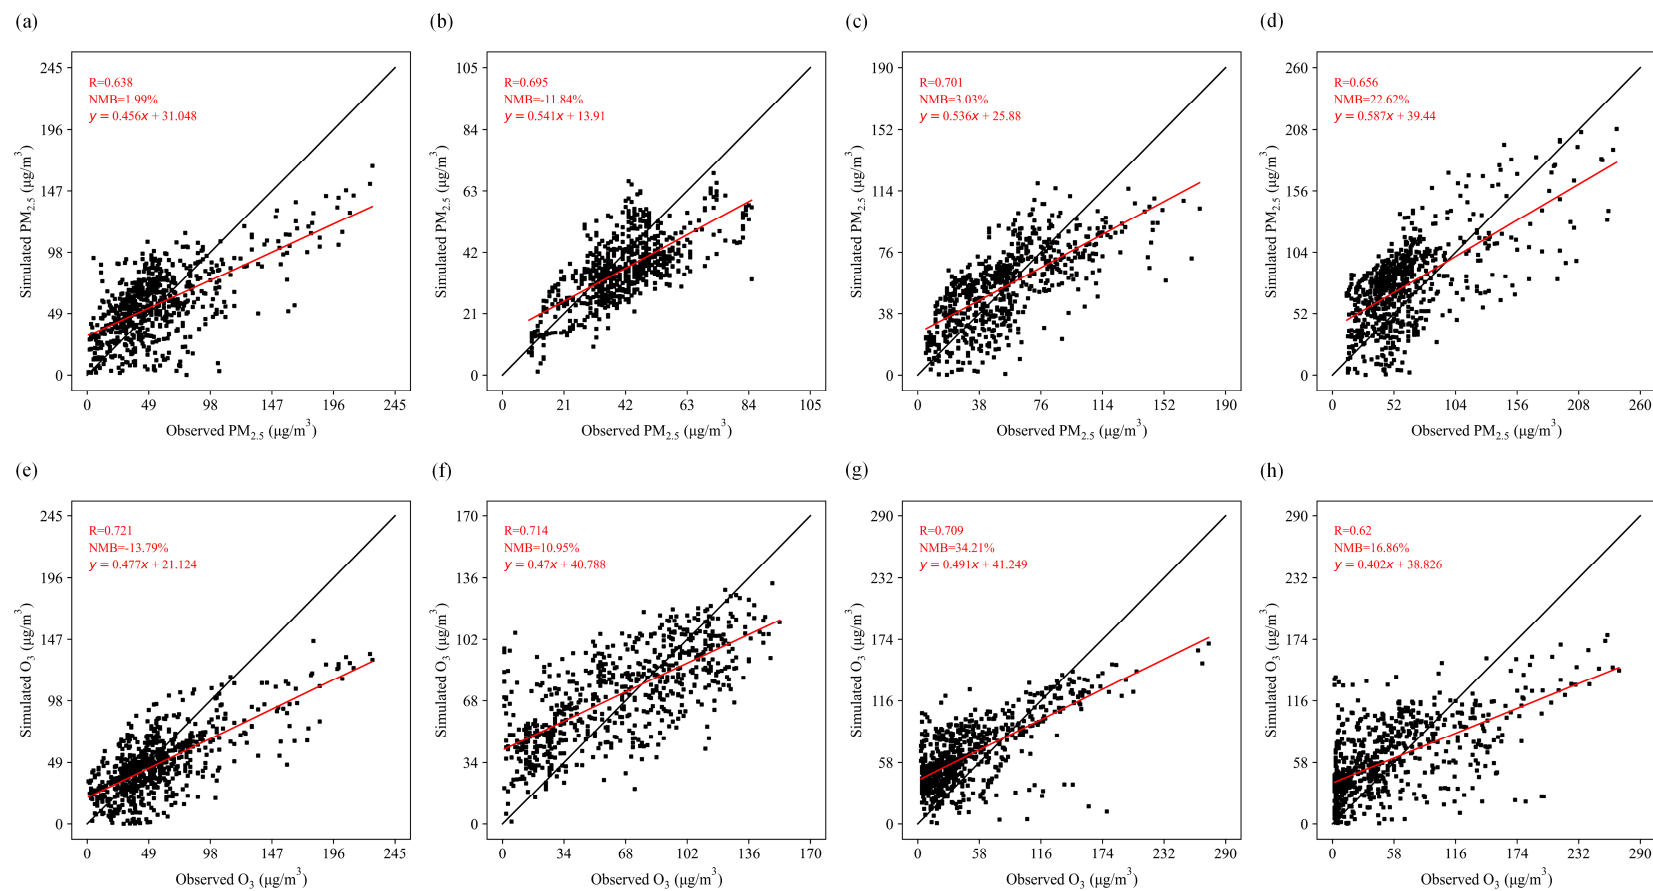 (a)
R=0.638
NMB=1.99%
y = 0.456x + 31.048
245
196
147
98
49
0
0 49 98 147 196 245
Simulated PM2.5 (μg/m3)
Observed PM2.5 (μg/m3)
(b)
R=0.695
NMB=-11.84%
y = 0.541x + 13.91
105
84
63
42
21
0
0 21 42 63 84 105
Simulated PM2.5 (μg/m3)
Observed PM2.5 (μg/m3)
(c)
R=0.701
NMB=3.03%
y = 0.536x + 25.88
190
152
114
76
38
0
0 38 76 114 152 190
Simulated PM2.5 (μg/m3)
Observed PM2.5 (μg/m3)
(d)
R=0.656
NMB=22.62%
y = 0.587x + 39.44
260
208
156
104
52
0
0 52 104 156 208 260
Simulated PM2.5 (μg/m3)
Observed PM2.5 (μg/m3)
(e)
R=0.721
NMB=-13.79%
y = 0.477x + 21.124
245
196
147
98
49
0
0 49 98 147 196 245
Simulated O3 (μg/m3)
Observed O3 (μg/m3)
(f)
R=0.714
NMB=10.95%
y = 0.47x + 40.788
170
136
102
68
34
0
0 34 68 102 136 170
Simulated O3 (μg/m3)
Observed O3 (μg/m3)
(g)
R=0.709
NMB=34.21%
y = 0.491x + 41.249
290
232
174
116
58
0
0 58 116 174 232 290
Simulated O3 (μg/m3)
Observed O3 (μg/m3)
(h)
R=0.62
NMB=16.86%
y = 0.402x + 38.826
290
232
174
116
58
0
0 58 116 174 232 290
Simulated O3 (μg/m3)
Observed O3 (μg/m3)